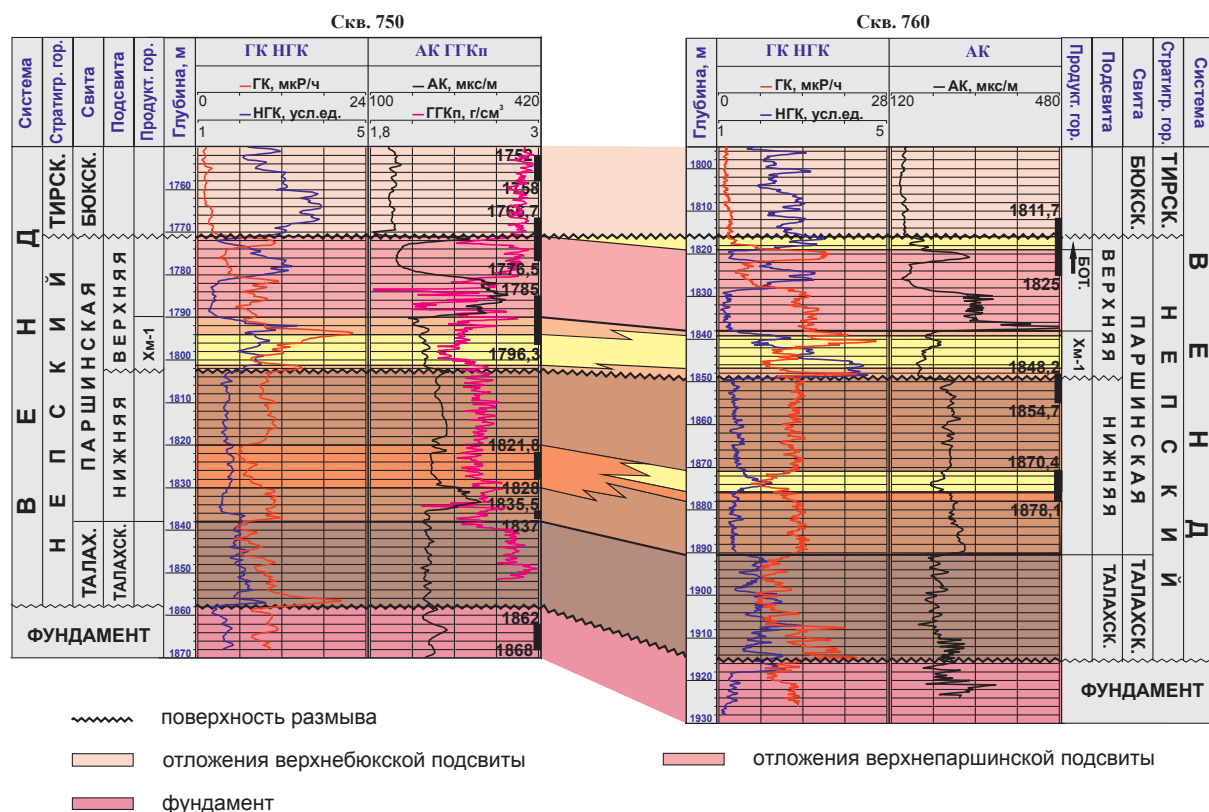 Скв. 750
Скв. 760
Система
Стратигр. гор.
Свита
Подсвита
Продукт. гор.
Глубина, м
ГК НГК
АК ГГКп
ГК, мкР/ч
0 24
НГК, усл.ед.
1 5
АК, мкс/м
100 420
ГГКп, г/см³
1,8 3
ГК НГК
АК
ГК, мкР/ч
0 28
НГК, усл.ед.
1 5
АК, мкс/м
120 480
Глубина, м
Продукт. гор.
Подсвита
Свита
Стратигр. гор.
Система
ВЕНД
ТИРСК.
БЮКСК.
НЕПСКИЙ
ПАРШИНСКАЯ
ВЕРХНЯЯ
НИЖНЯЯ
Хм-1
ТАЛАХ.
ТАЛАХСК.
ФУНДАМЕНТ
1760
1770
1780
1790
1800
1810
1820
1830
1840
1850
1860
1870
1752
1758
1765,7
1776,5
1785
1796,3
1821,8
1828
1835,5
1837
1862
1868
1800
1810
1820
1830
1840
1850
1860
1870
1880
1890
1900
1910
1920
1930
1811,7
1825
1848,2
1854,7
1870,4
1878,1
БОТ.
Хм-1
ВЕРХНЯЯ
НИЖНЯЯ
ТАЛАХСК.
БЮКСК.
ПАРШИНСКАЯ
ТАЛАХСК.
ТИРСК.
НЕПСКИЙ
ВЕНД
ФУНДАМЕНТ
поверхность размыва
отложения верхнебюкской подсвиты
отложения верхнепаршинской подсвиты
фундамент